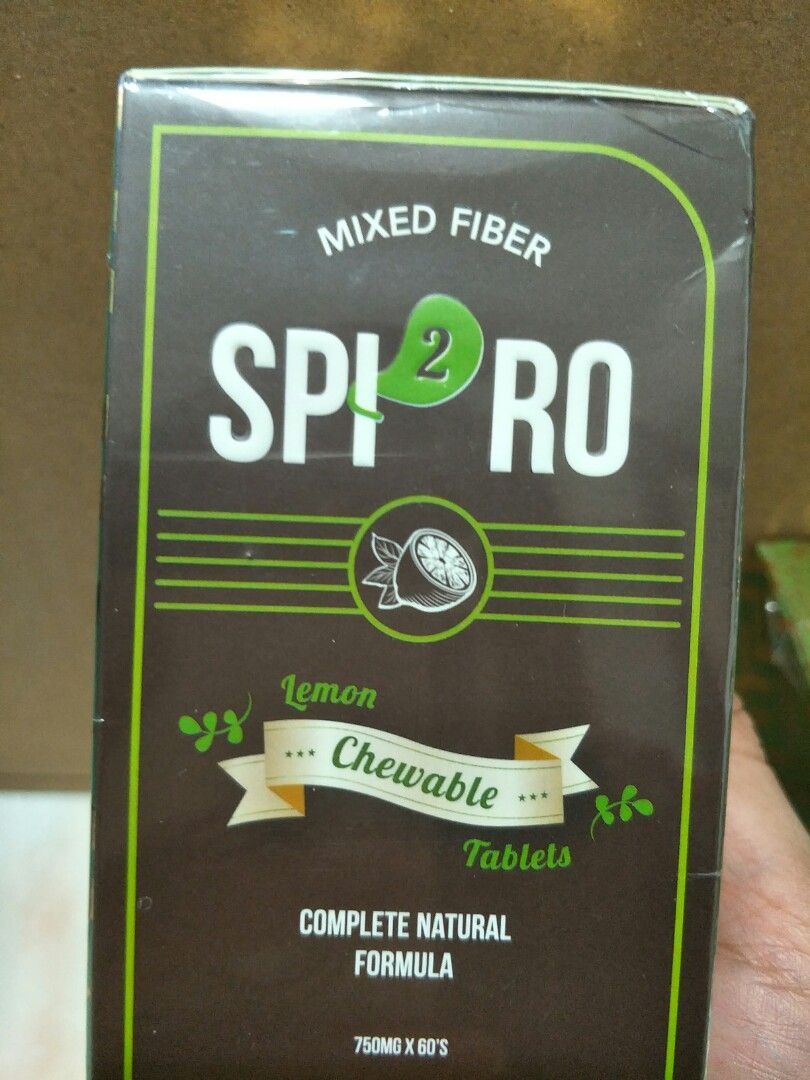 MIXED FIBER
SPI2RO
Lemon
Chewable
Tablets
COMPLETE NATURAL
FORMULA
750MG X 60'S